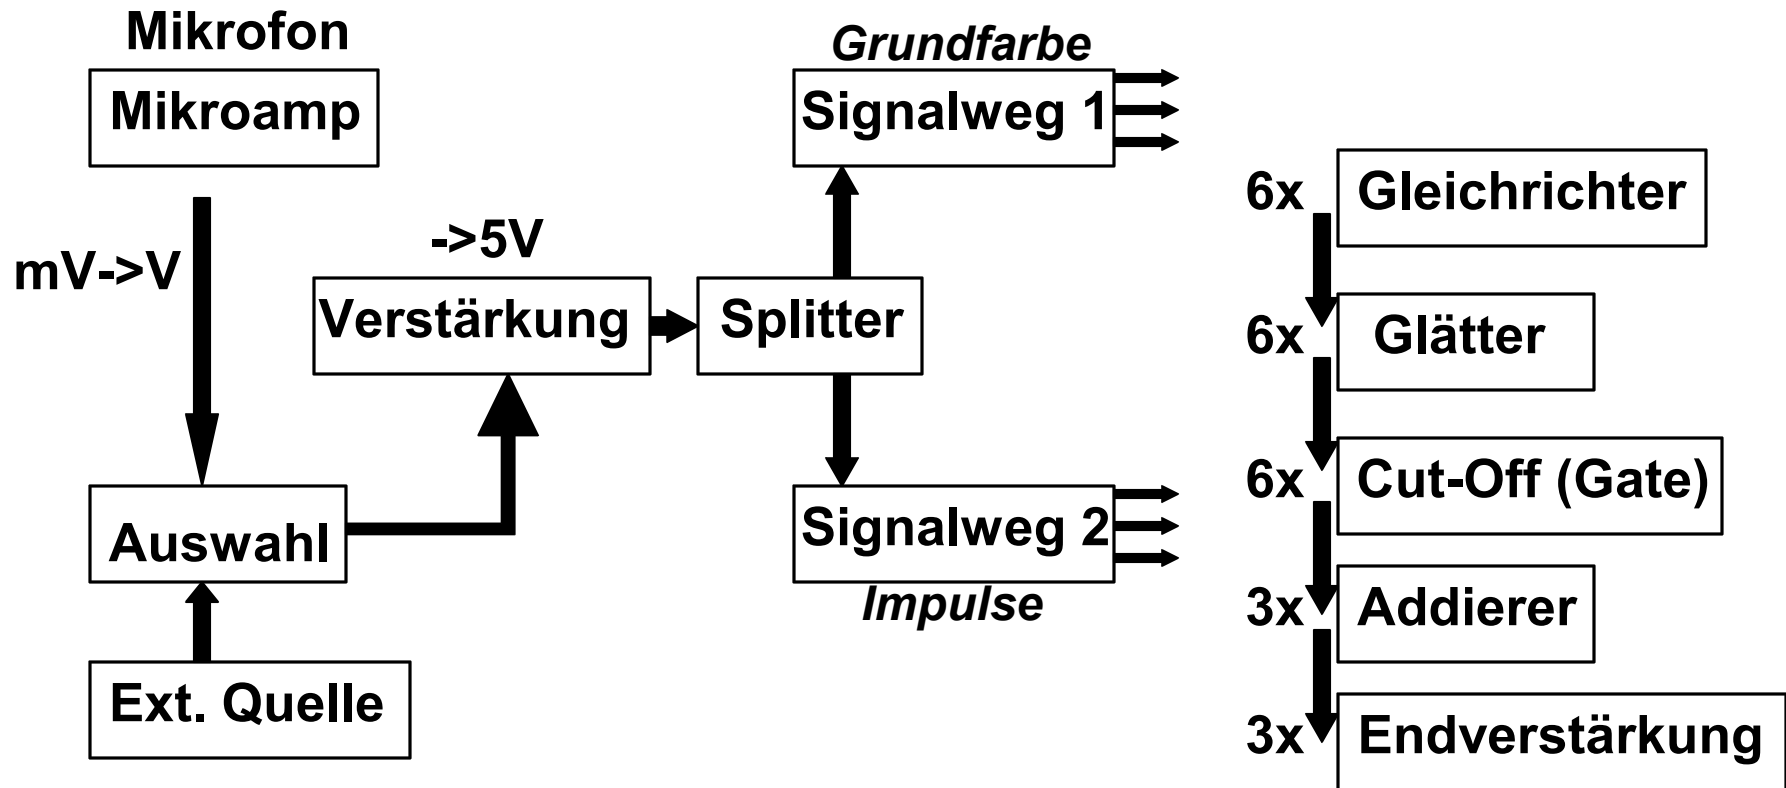 Mikrofon
Mikroamp
mV->V
Auswahl
Ext. Quelle
->5V
Verstärkung
Splitter
Grundfarbe
Signalweg 1
Signalweg 2
Impulse
6x Gleichrichter
6x Glätter
6x Cut-Off (Gate)
3x Addierer
3x Endverstärkung